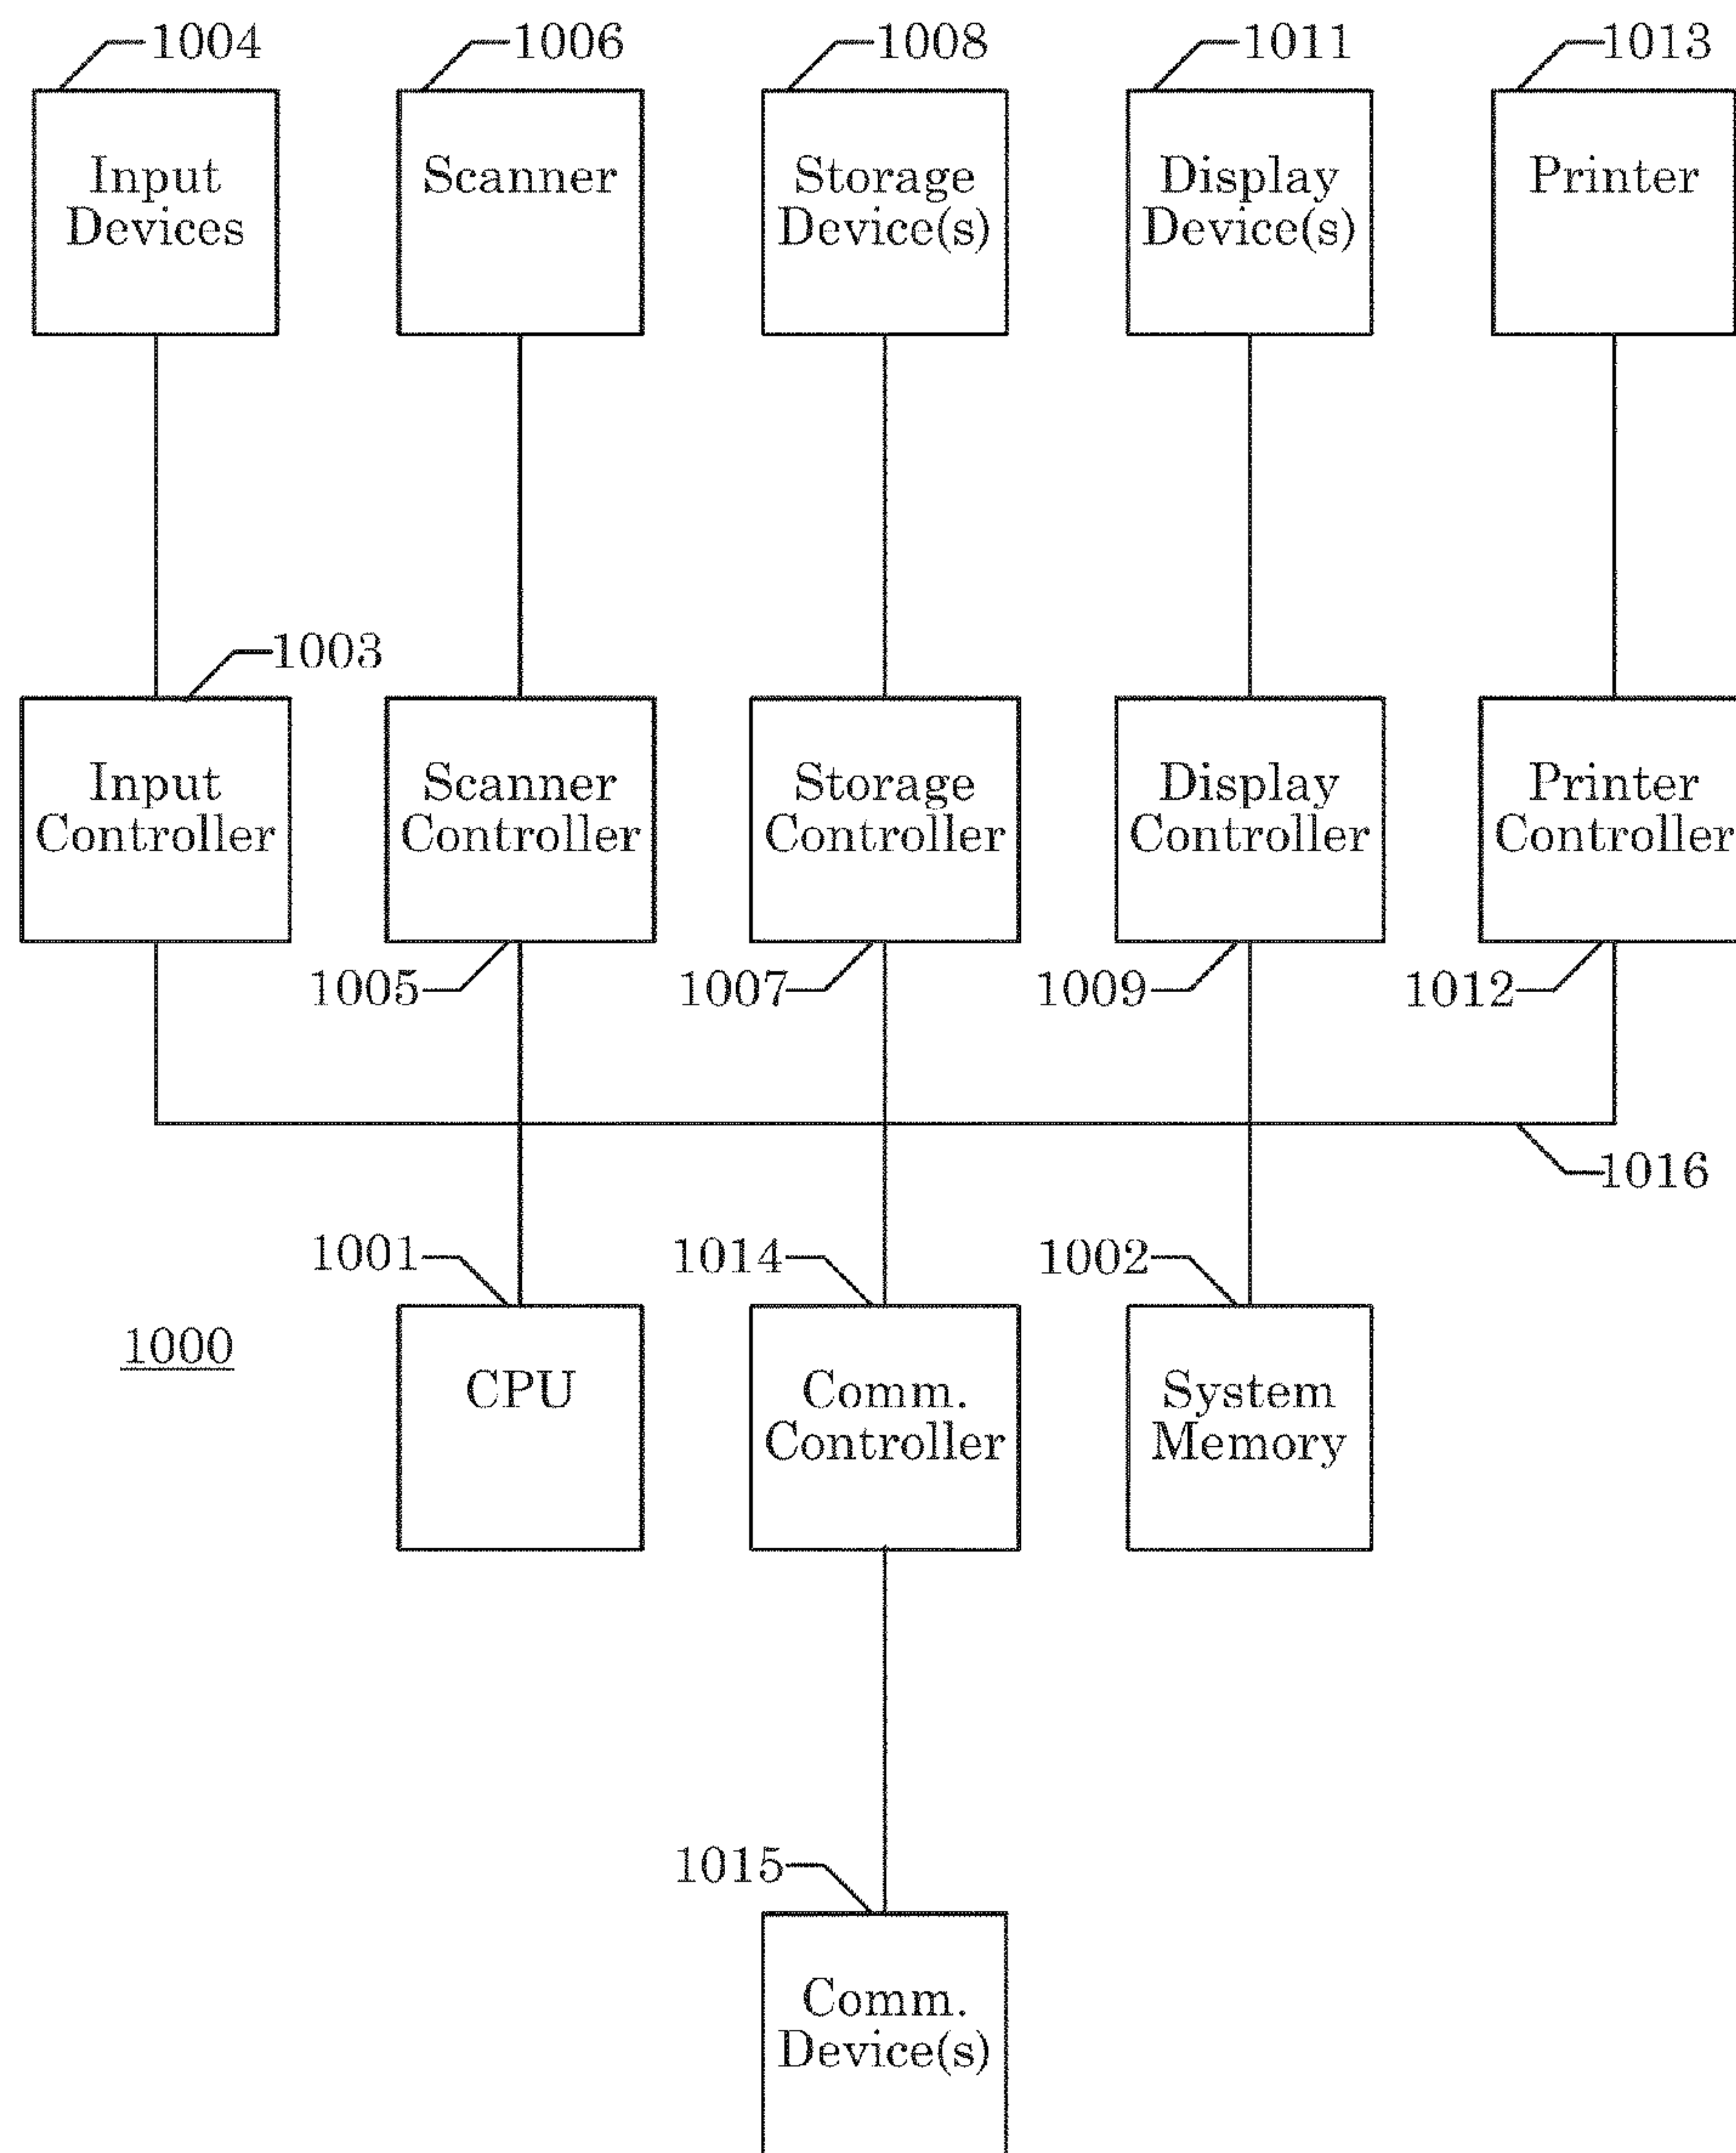 1004
1006
1008
1011
1013
Input
Devices
Scanner
Storage
Device(s)
Display
Device(s)
Printer
1003
Input
Controller
Scanner
Controller
Storage
Controller
Display
Controller
Printer
Controller
1005
1007
1009
1012
1016
1001
1014
1002
1000
CPU
Comm.
Controller
System
Memory
1015
Comm.
Device(s)